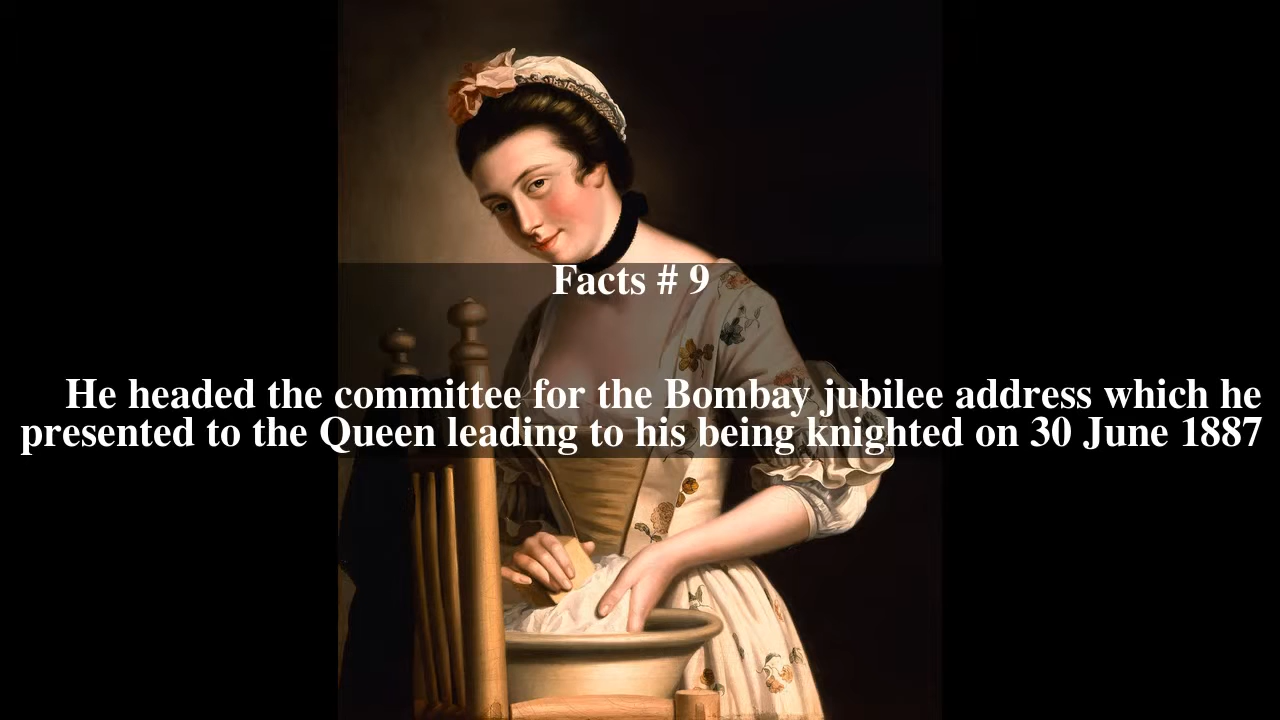 Facts # 9
He headed the committee for the Bombay jubilee address which he
presented to the Queen leading to his being knighted on 30 June 1887